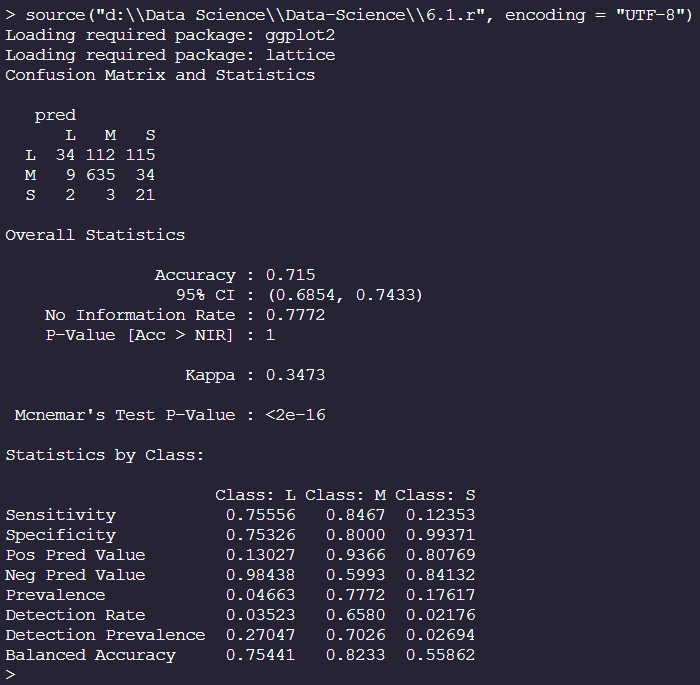 > source("d:\\Data Science\\Data-Science\\6.1.r", encoding = "UTF-8")
Loading required package: ggplot2
Loading required package: lattice
Confusion Matrix and Statistics
pred
L M S
L 34 112 115
M 9 635 34
S 2 3 21
Overall Statistics
Accuracy : 0.715
95% CI : (0.6854, 0.7433)
No Information Rate : 0.7772
P-Value [Acc > NIR] : 1
Kappa : 0.3473
Mcnemar's Test P-Value : <2e-16
Statistics by Class:
Class: L Class: M Class: S
Sensitivity 0.75556 0.8467 0.12353
Specificity 0.75326 0.8000 0.99371
Pos Pred Value 0.13027 0.9366 0.80769
Neg Pred Value 0.98438 0.5993 0.84132
Prevalence 0.04663 0.7772 0.17617
Detection Rate 0.03523 0.6580 0.02176
Detection Prevalence 0.27047 0.7026 0.02694
Balanced Accuracy 0.75441 0.8233 0.55862
>